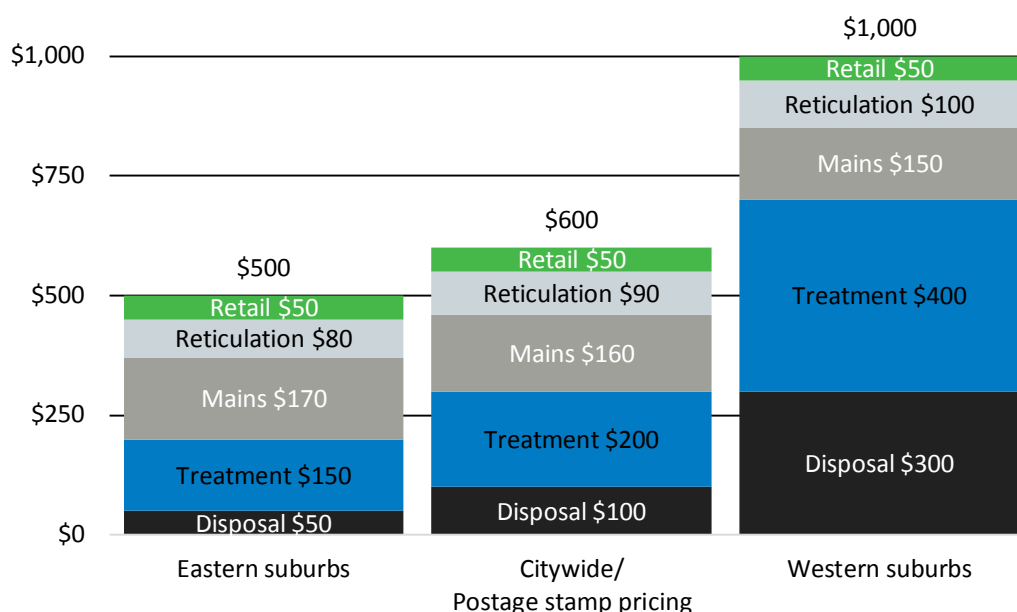 $1,000
$1,000
Retail $50
Reticulation $100
Mains $150
$750
$600
Retail $50
$500
Reticulation $90
$500
Retail $50
Treatment $400
Reticulation $80
Mains $160
Mains $170
$250
Treatment $200
Disposal $300
Treatment $150
Disposal $100
Disposal $50
$0
Eastern suburbs
Citywide/
Postage stamp pricing
Western suburbs